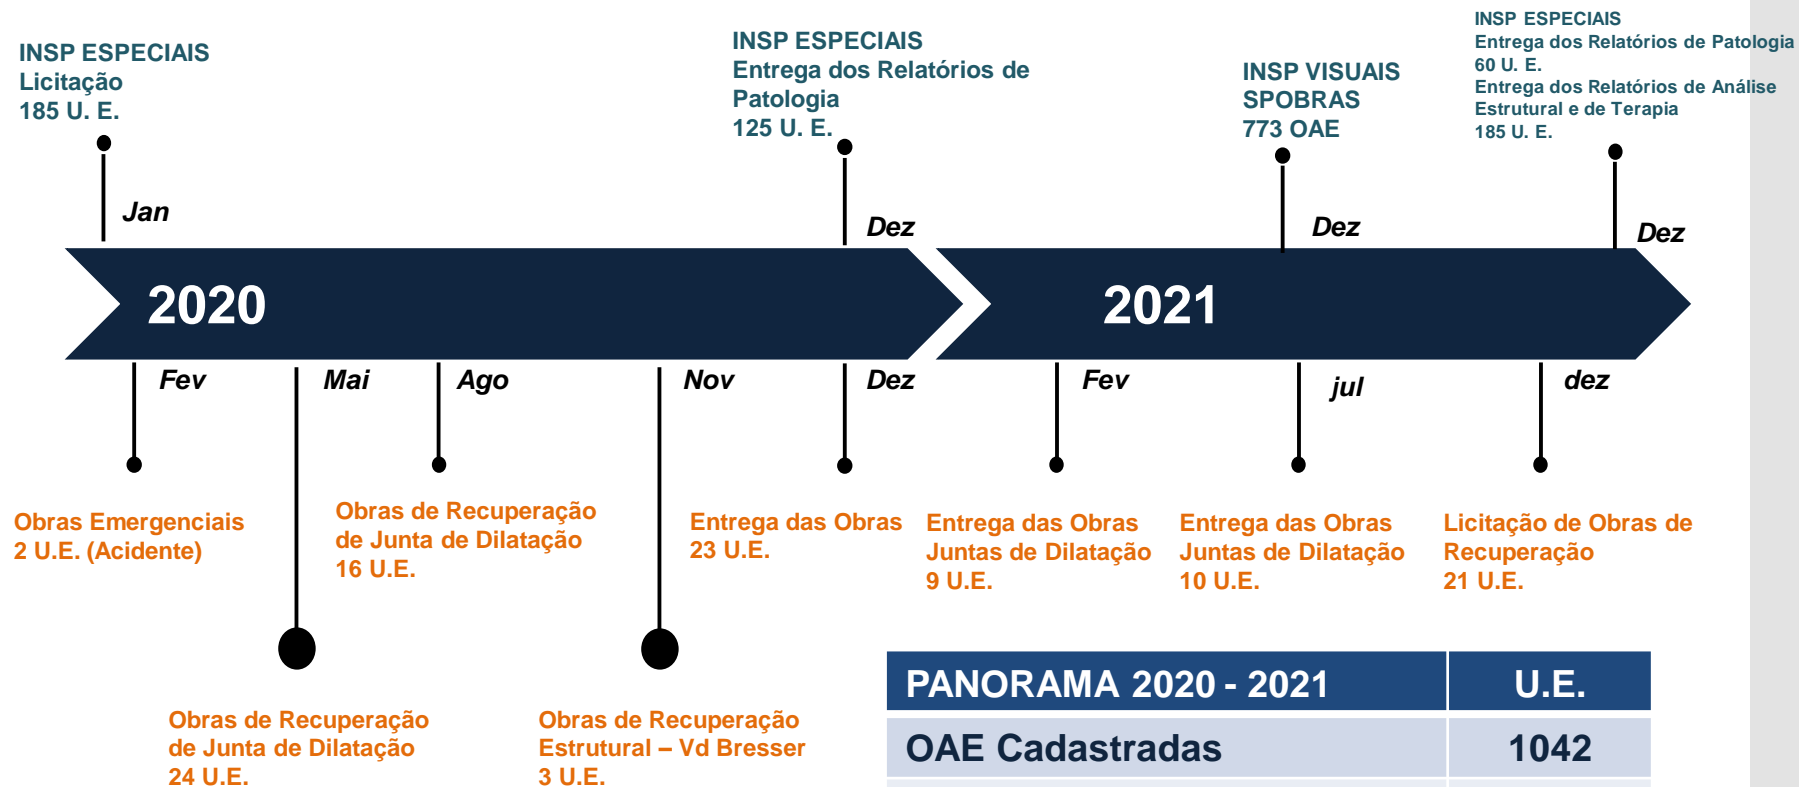 INSP ESPECIAIS
Licitação
185 U. E.
INSP ESPECIAIS
Entrega dos Relatórios de
Patologia
125 U. E.
INSP VISUAIS
SPOBRAS
773 OAE
INSP ESPECIAIS
Entrega dos Relatórios de Patologia
60 U. E.
Entrega dos Relatórios de Análise
Estrutural e de Terapia
185 U. E.
Jan
Dez
Dez
Dez
2020
2021
Fev
Mai
Ago
Nov
Dez
Fev
jul
dez
Obras Emergenciais
2 U.E. (Acidente)
Obras de Recuperação
de Junta de Dilatação
16 U.E.
Entrega das Obras
23 U.E.
Entrega das Obras
Juntas de Dilatação
9 U.E.
Entrega das Obras
Juntas de Dilatação
10 U.E.
Licitação de Obras de
Recuperação
21 U.E.
Obras de Recuperação
de Junta de Dilatação
24 U.E.
Obras de Recuperação
Estrutural – Vd Bresser
3 U.E.
PANORAMA 2020 - 2021 U.E.
OAE Cadastradas 1042